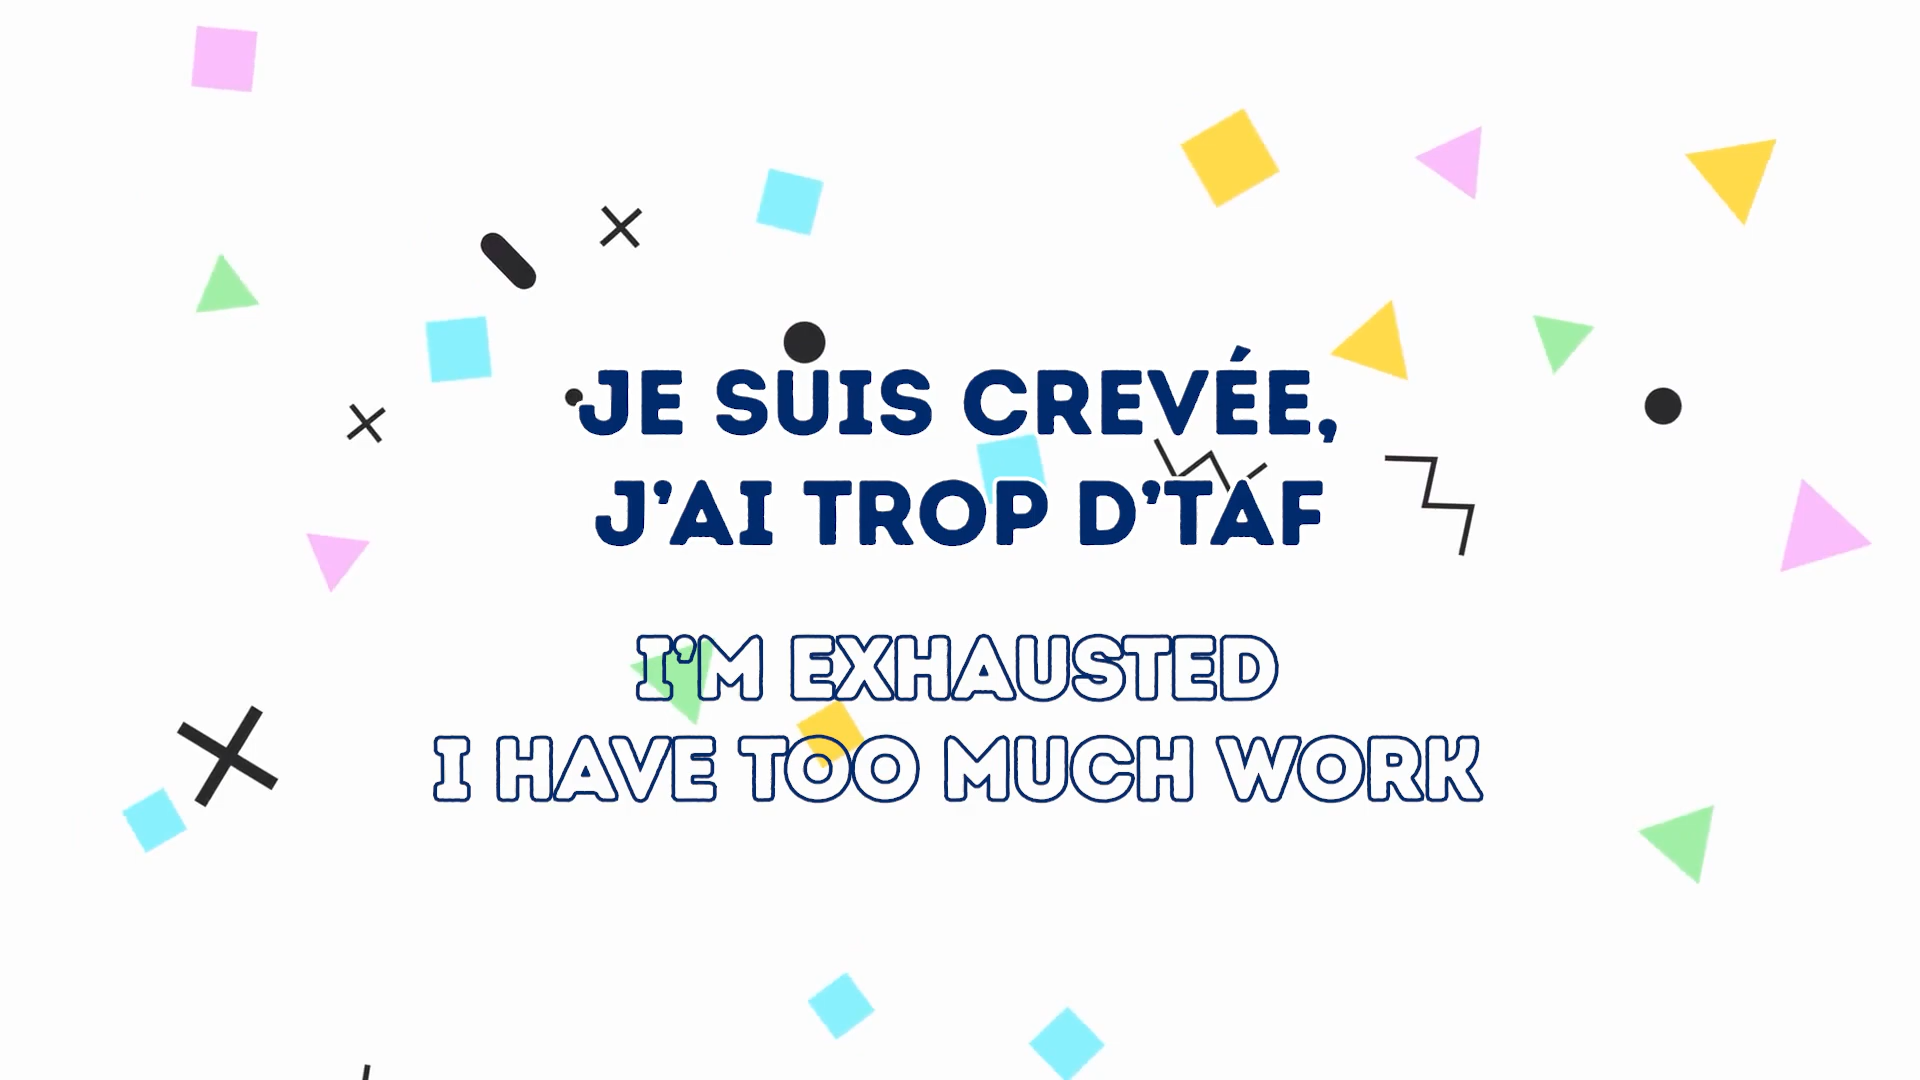 JE SUIS CREVÉE,
J’AI TROP D’TAF
I’M EXHAUSTED
I HAVE TOO MUCH WORK